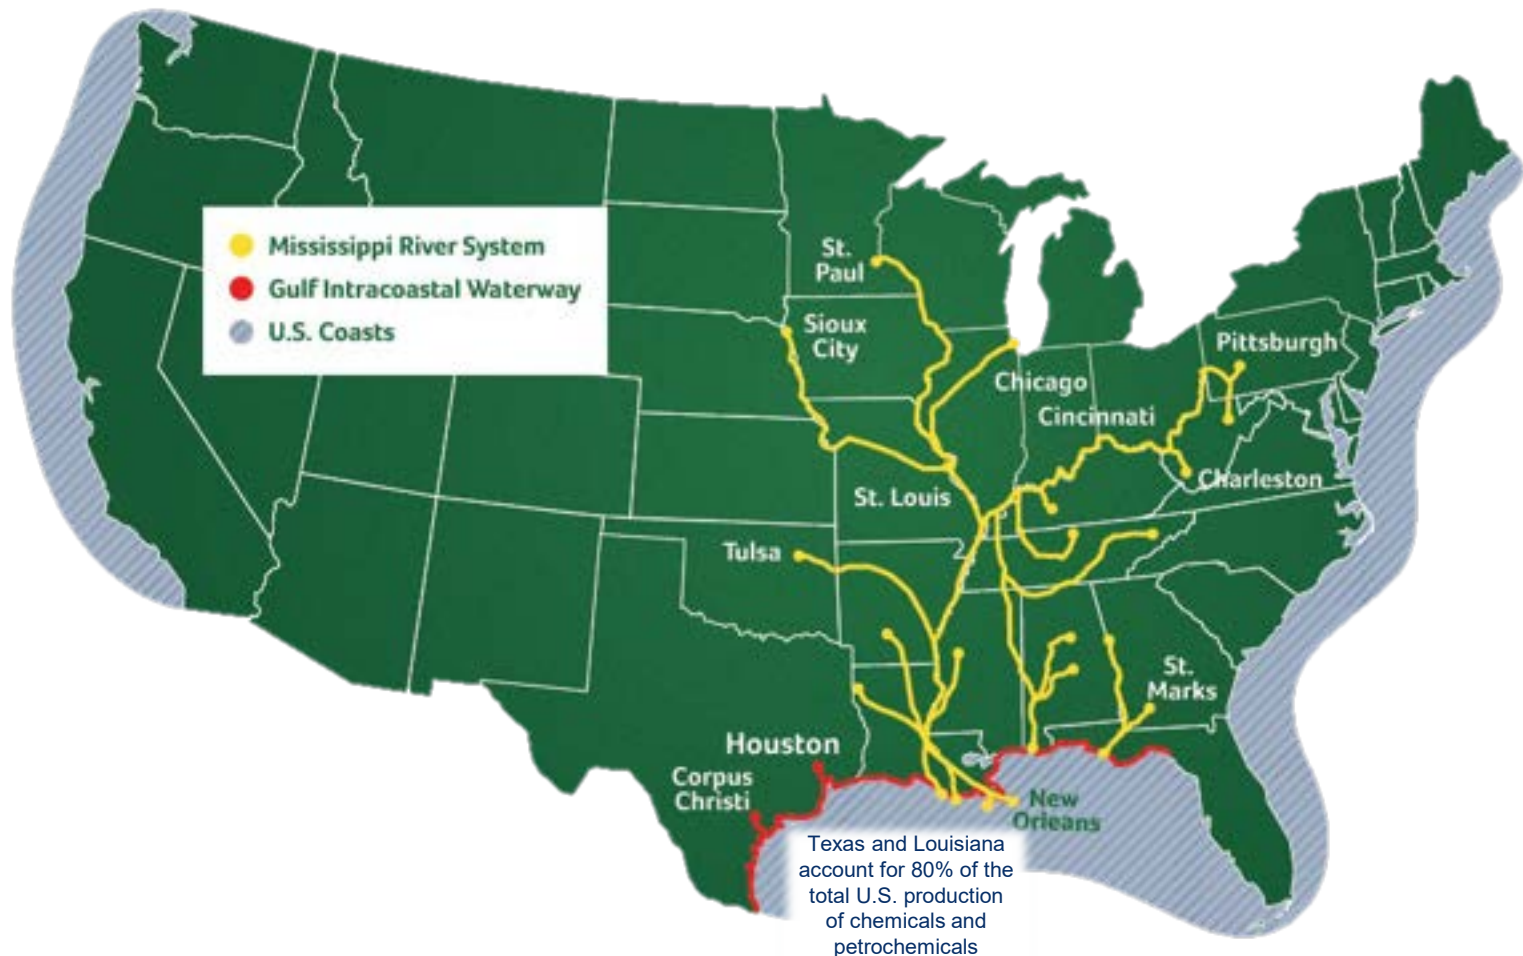 Mississippi River System
Gulf Intracoastal Waterway
U.S. Coasts
St.
Paul
Sioux
City
Pittsburgh
Chicago
Cincinnati
Charleston
St. Louis
Tulsa
St.
Marks
Houston
Corpus
Christi
New
Orleans
Texas and Louisiana
account for 80% of the
total U.S. production
of chemicals and
petrochemicals